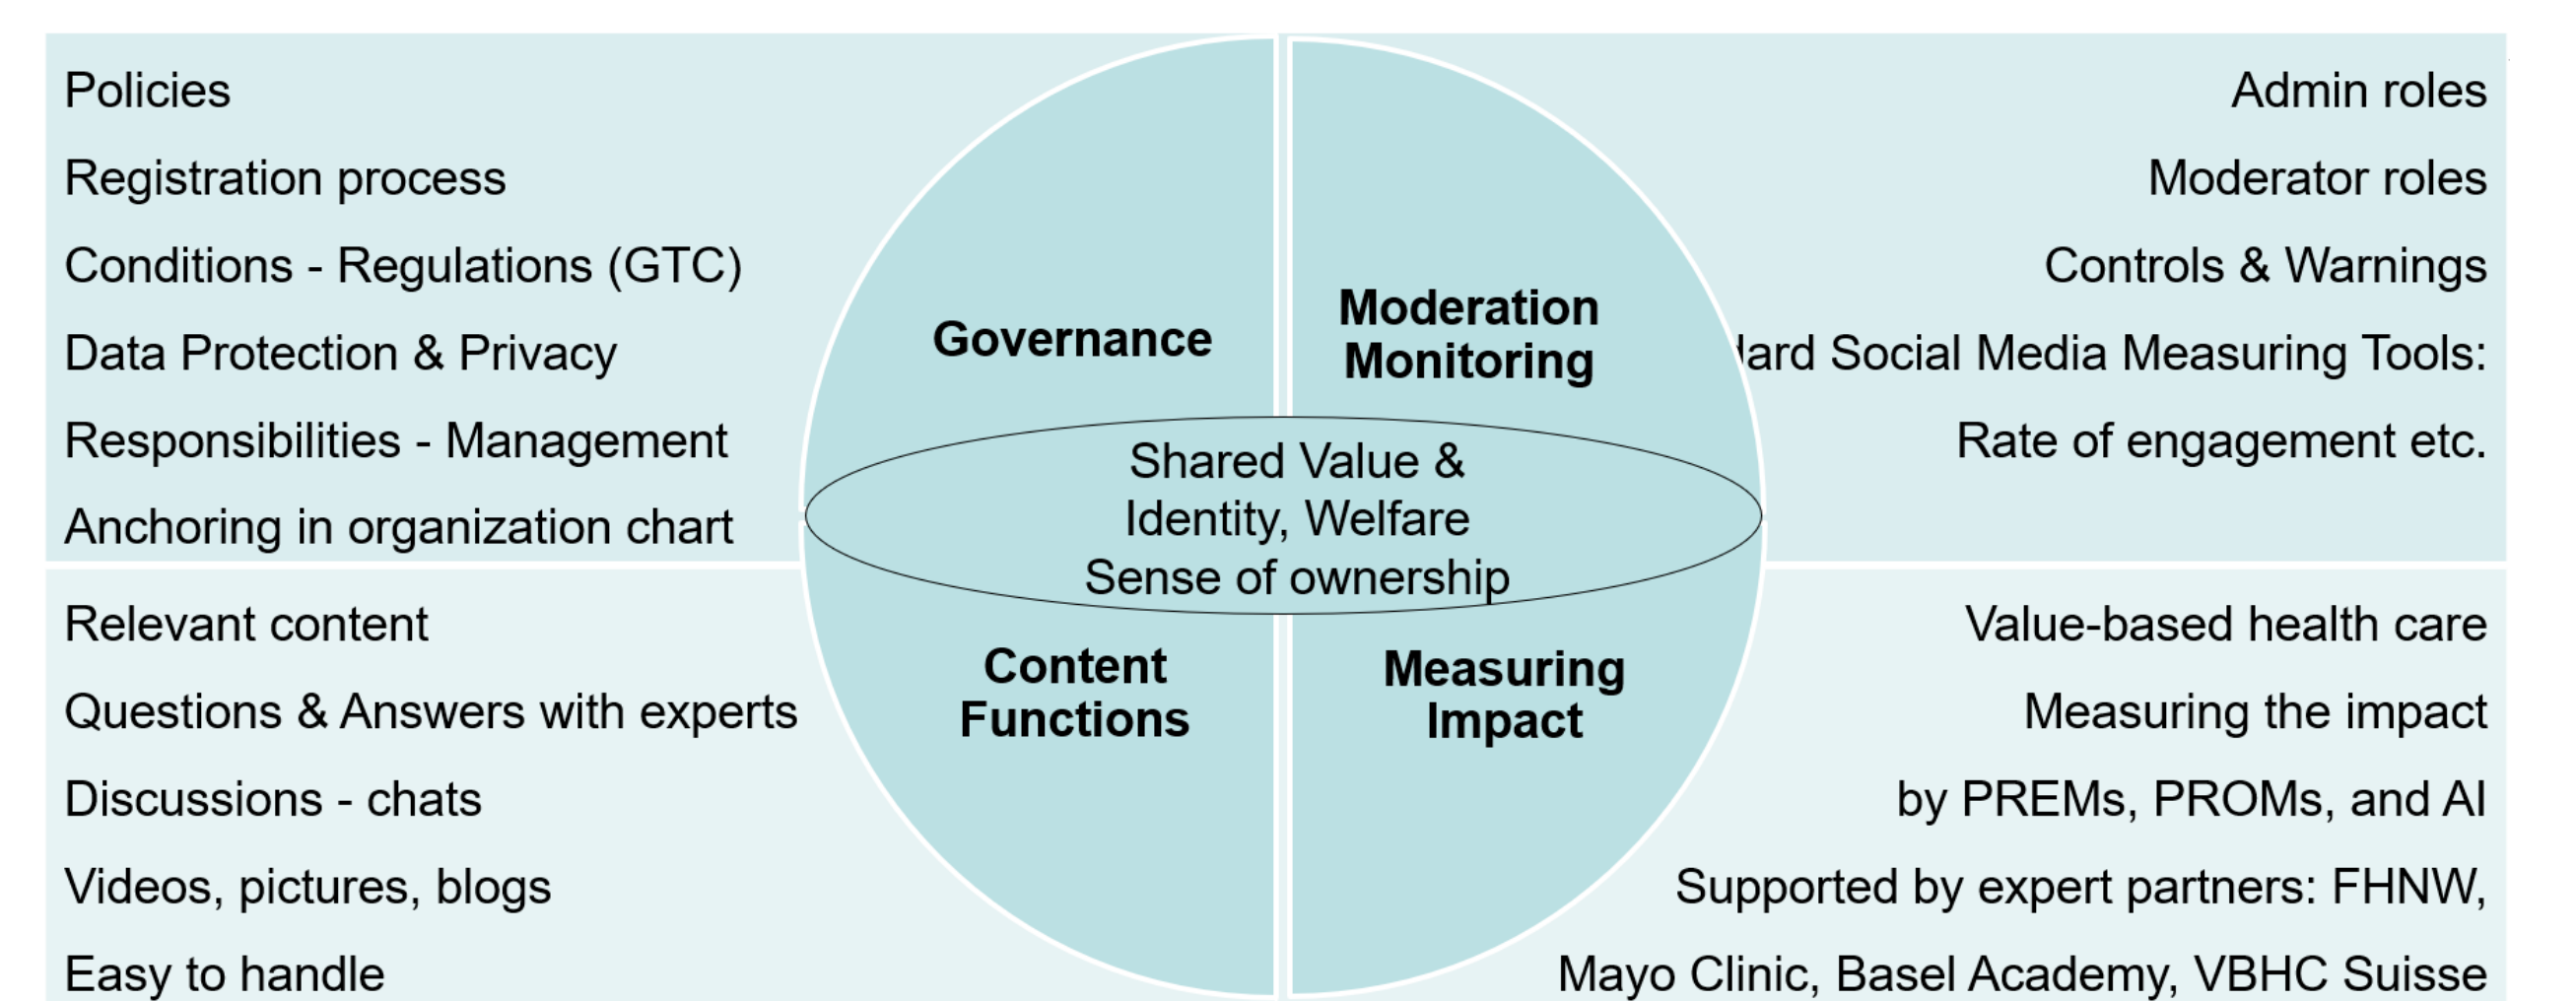 Policies
Registration process
Conditions - Regulations (GTC)
Data Protection & Privacy
Responsibilities - Management
Anchoring in organization chart
Governance
Moderation
Monitoring
Admin roles
Moderator roles
Controls & Warnings
Social Media Measuring Tools:
Rate of engagement etc.
Shared Value &
Identity, Welfare
Sense of ownership
Relevant content
Questions & Answers with experts
Discussions - chats
Videos, pictures, blogs
Easy to handle
Content
Functions
Measuring
Impact
Value-based health care
Measuring the impact
by PREMs, PROMs, and AI
Supported by expert partners: FHNW,
Mayo Clinic, Basel Academy, VBHC Suisse